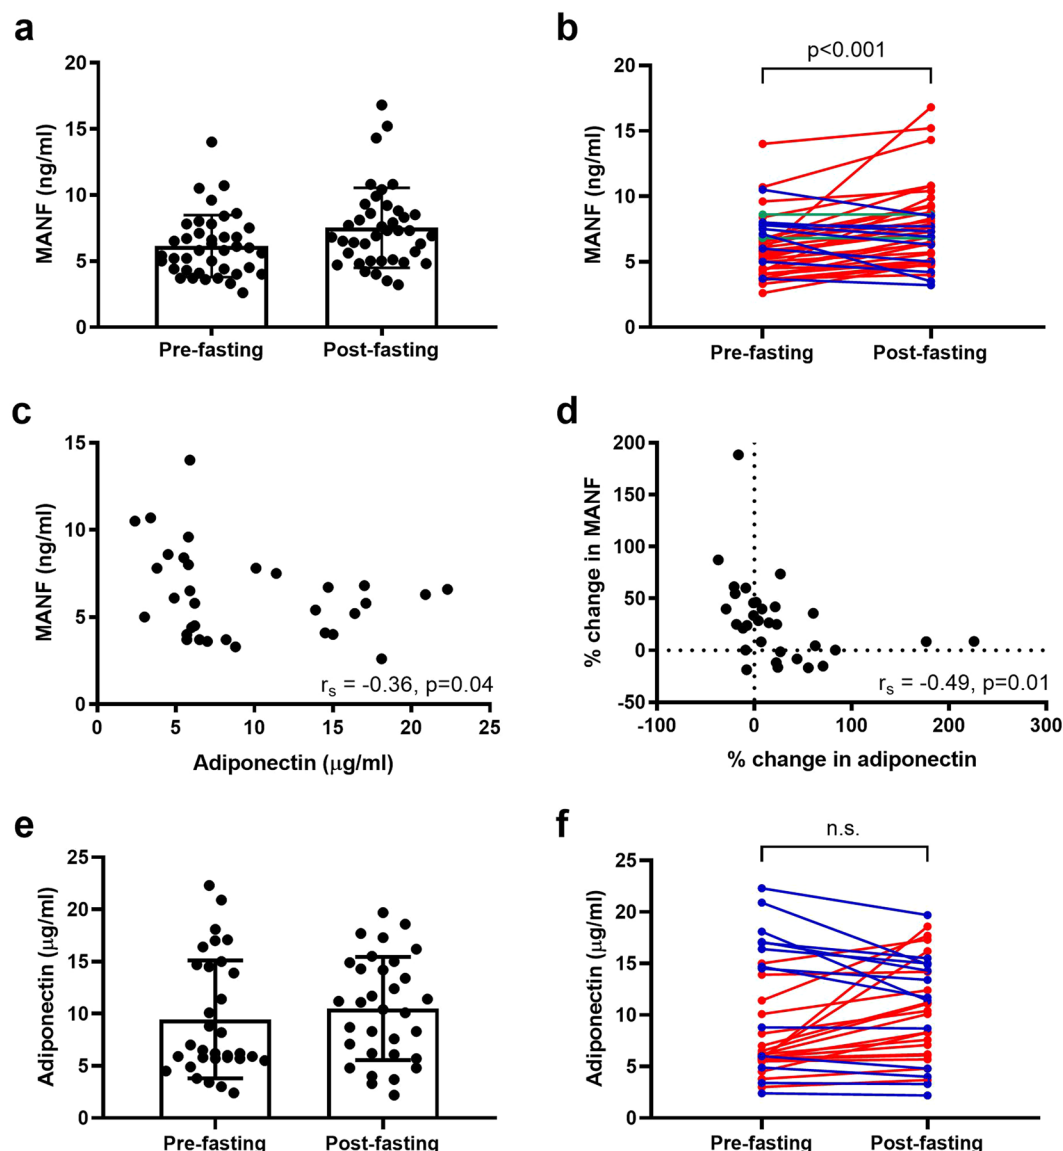 a
MANF (ng/ml)
20
15
10
5
0
Pre-fasting
Post-fasting
b
p<0.001
MANF (ng/ml)
20
15
10
5
0
Pre-fasting
Post-fasting
c
MANF (ng/ml)
15
10
5
0
rs = -0.36, p=0.04
0 5 10 15 20 25
Adiponectin (μg/ml)
d
% change in MANF
200
150
100
50
0
-50
rs = -0.49, p=0.01
-100 0 100 200 300
% change in adiponectin
e
Adiponectin (μg/ml)
25
20
15
10
5
0
Pre-fasting
Post-fasting
f
n.s.
Adiponectin (μg/ml)
25
20
15
10
5
0
Pre-fasting
Post-fasting